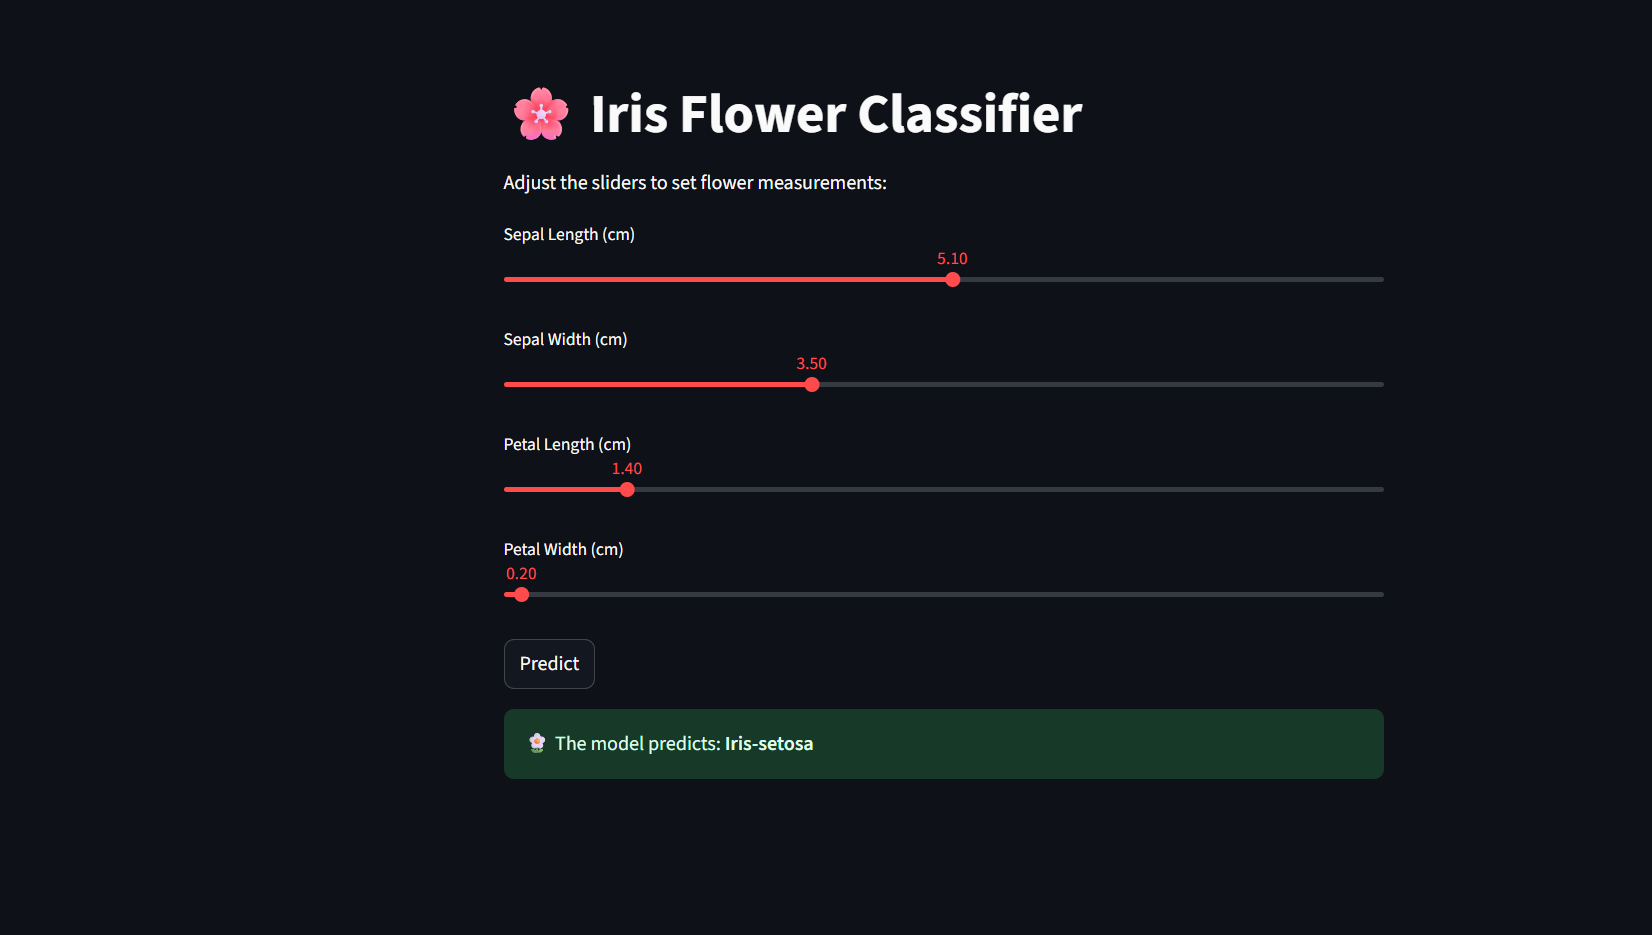 🌸 Iris Flower Classifier
Adjust the sliders to set flower measurements:
Sepal Length (cm)
5.10
Sepal Width (cm)
3.50
Petal Length (cm)
1.40
Petal Width (cm)
0.20
Predict
The model predicts: Iris-setosa